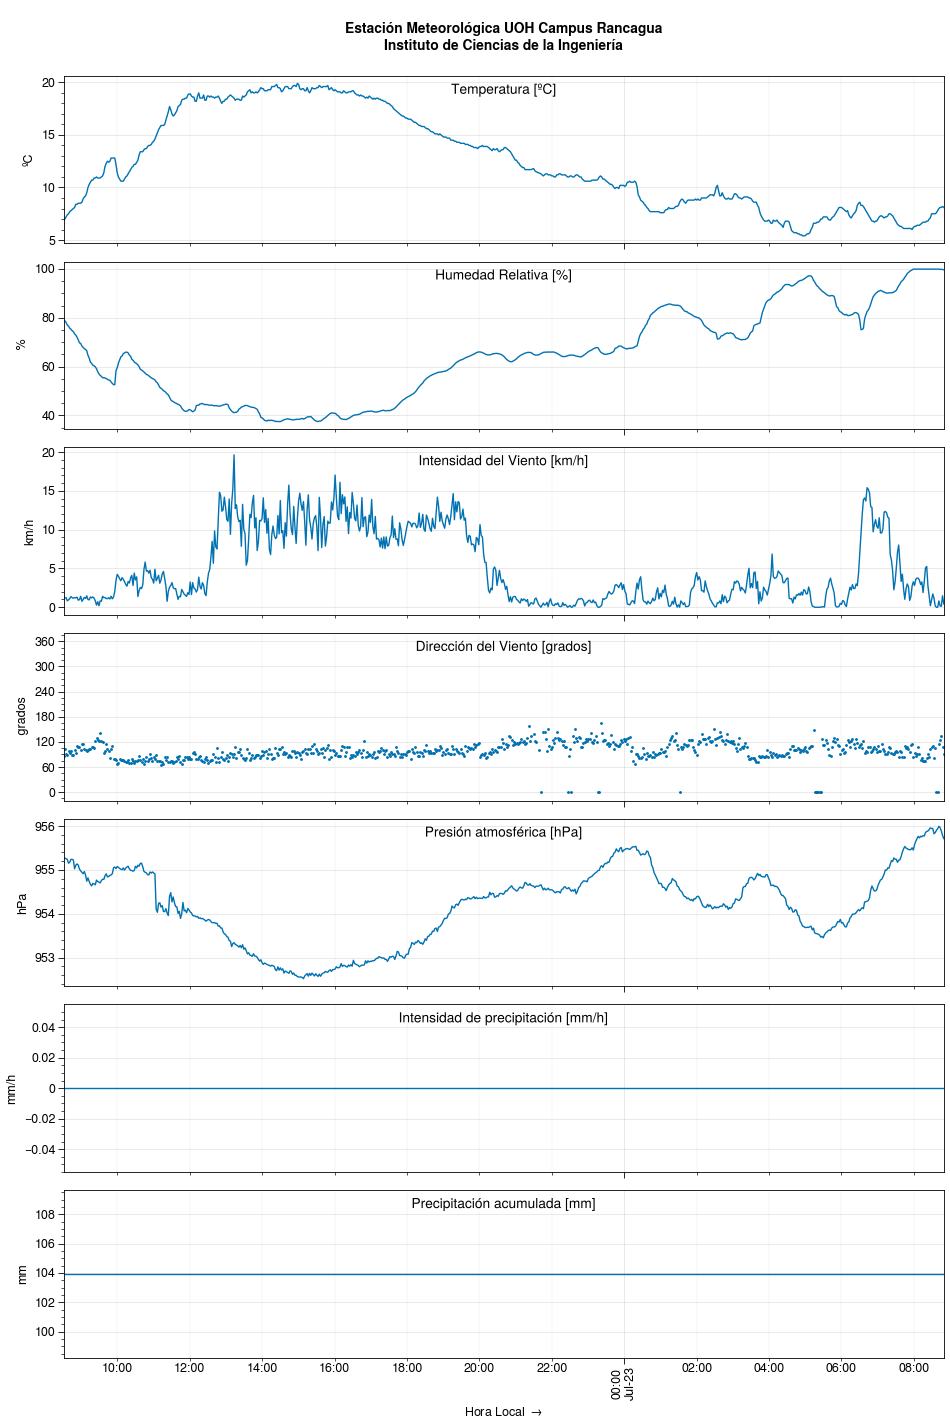 Estación Meteorológica UOH Campus Rancagua
Instituto de Ciencias de la Ingeniería
Temperatura [ºC]
ºC
20
15
10
5
Humedad Relativa [%]
%
100
80
60
40
Intensidad del Viento [km/h]
km/h
20
15
10
5
0
Dirección del Viento [grados]
grados
360
300
240
180
120
60
0
Presión atmosférica [hPa]
hPa
956
955
954
953
Intensidad de precipitación [mm/h]
mm/h
0.04
0.02
0
−0.02
−0.04
Precipitación acumulada [mm]
mm
108
106
104
102
100
10:00 12:00 14:00 16:00 18:00 20:00 22:00 00:00 02:00 04:00 06:00 08:00
Jul-23
Hora Local →